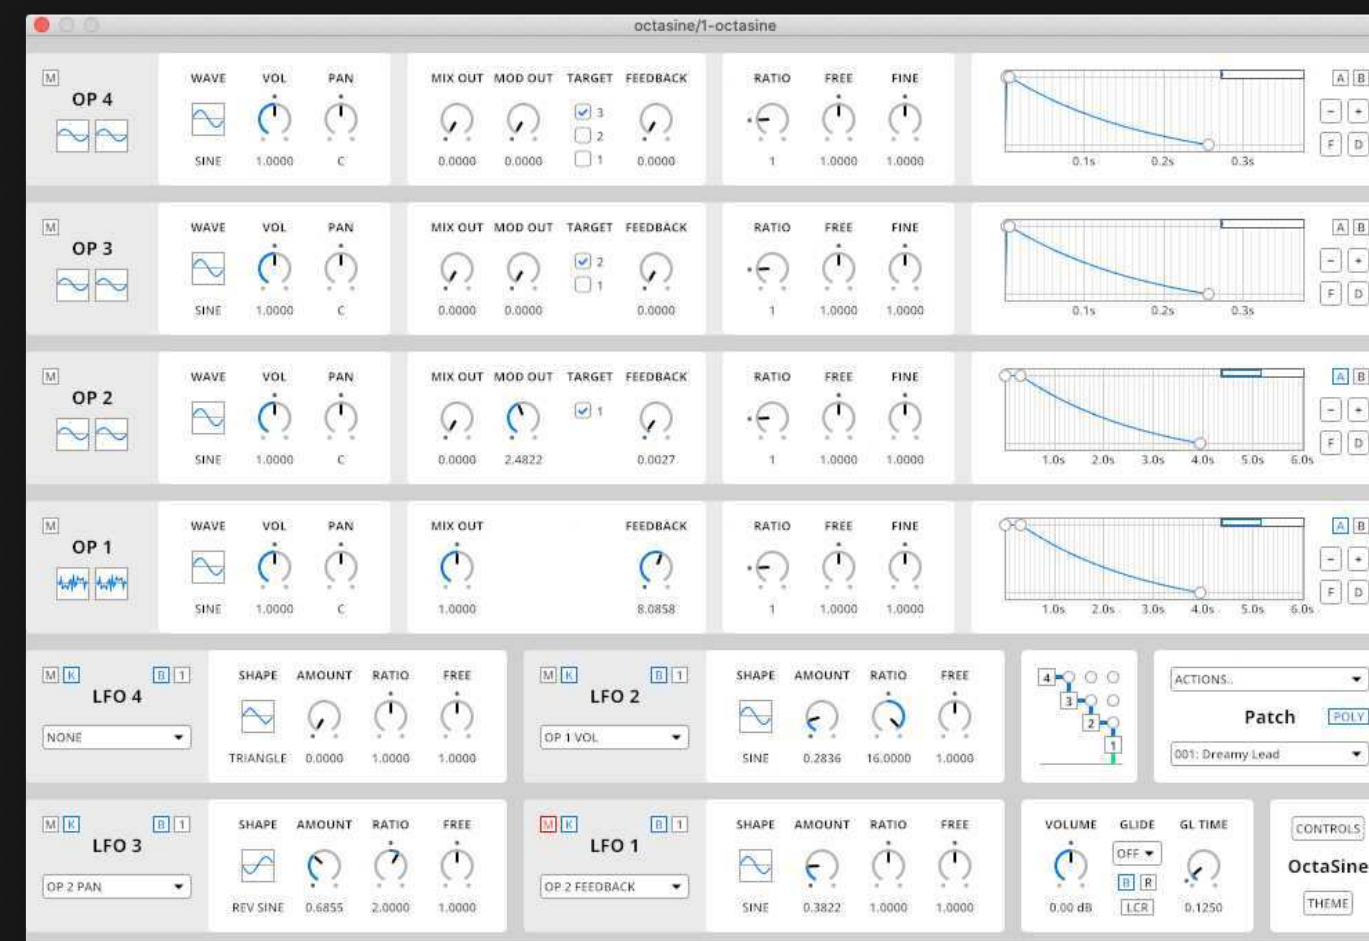 octasine/1-octasine
M
OP 4
WAVE VOL PAN
SINE 1.0000 C
MIX OUT MOD OUT TARGET FEEDBACK
3
2
1
0.0000 0.0000 0.0000
RATIO FREE FINE
1 1.0000 1.0000
0.1s 0.2s 0.3s
A B
- +
F D
M
OP 3
WAVE VOL PAN
SINE 1.0000 C
MIX OUT MOD OUT TARGET FEEDBACK
2
1
0.0000 0.0000 0.0000
RATIO FREE FINE
1 1.0000 1.0000
0.1s 0.2s 0.3s
A B
- +
F D
M
OP 2
WAVE VOL PAN
SINE 1.0000 C
MIX OUT MOD OUT TARGET FEEDBACK
1
0.0000 2.4822 0.0027
RATIO FREE FINE
1 1.0000 1.0000
1.0s 2.0s 3.0s 4.0s 5.0s 6.0s
A B
- +
F D
M
OP 1
WAVE VOL PAN
SINE 1.0000 C
MIX OUT FEEDBACK
1.0000 8.0858
RATIO FREE FINE
1 1.0000 1.0000
1.0s 2.0s 3.0s 4.0s 5.0s 6.0s
A B
- +
F D
M K B 1
LFO 4
NONE
SHAPE AMOUNT RATIO FREE
TRIANGLE 0.0000 1.0000 1.0000
M K B 1
LFO 2
OP 1 VOL
SHAPE AMOUNT RATIO FREE
SINE 0.2836 16.0000 1.0000
4
3
2
1
ACTIONS..
Patch POLY
001: Dreamy Lead
M K B 1
LFO 3
OP 2 PAN
SHAPE AMOUNT RATIO FREE
REV SINE 0.6855 2.0000 1.0000
M K B 1
LFO 1
OP 2 FEEDBACK
SHAPE AMOUNT RATIO FREE
SINE 0.3822 1.0000 1.0000
VOLUME GLIDE GL TIME
OFF
B R
0.00 dB LCR 0.1250
CONTROLS
OctaSine
THEME